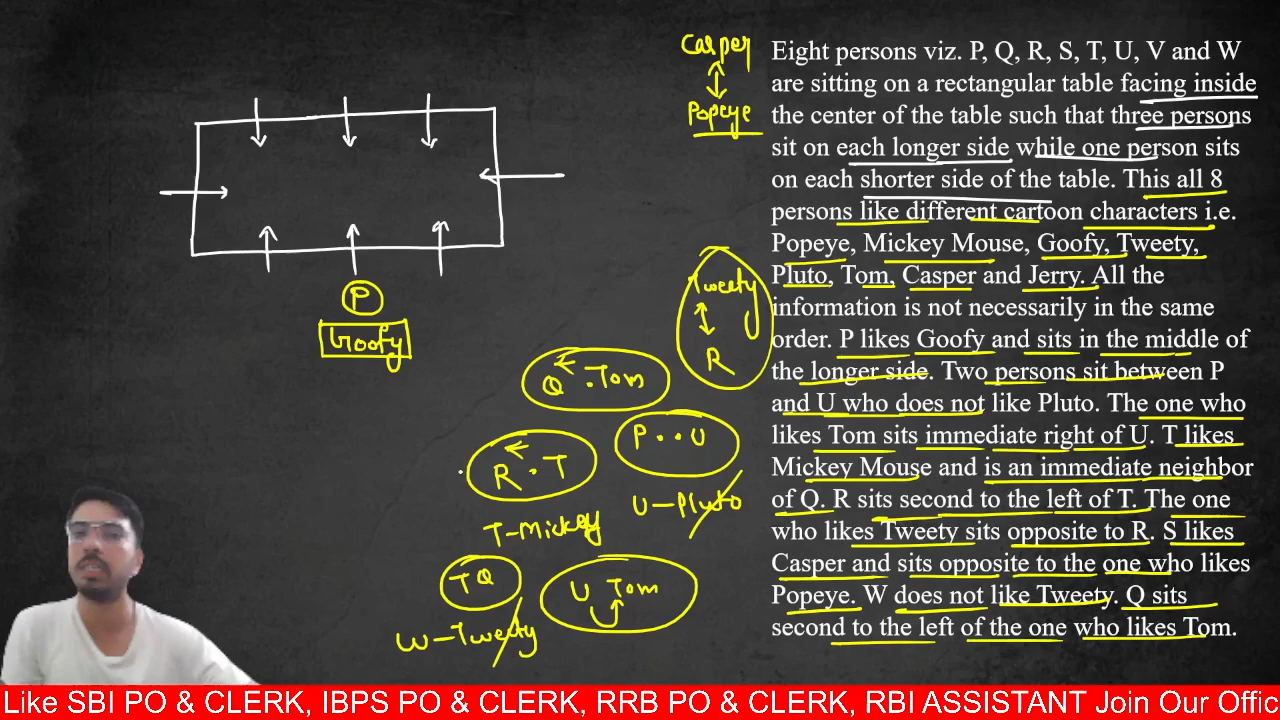 Casper
Popeye
Eight persons viz. P, Q, R, S, T, U, V and W
are sitting on a rectangular table facing inside
the center of the table such that three persons
sit on each longer side while one person sits
on each shorter side of the table. This all 8
persons like different cartoon characters i.e.
Popeye, Mickey Mouse, Goofy, Tweety,
Pluto, Tom, Casper and Jerry. All the
information is not necessarily in the same
order. P likes Goofy and sits in the middle of
the longer side. Two persons sit between P
and U who does not like Pluto. The one who
likes Tom sits immediate right of U. T likes
Mickey Mouse and is an immediate neighbor
of Q. R sits second to the left of T. The one
who likes Tweety sits opposite to R. S likes
Casper and sits opposite to the one who likes
Popeye. W does not like Tweety. Q sits
second to the left of the one who likes Tom.
P
Goofy
Tweety
R
Q . Tom
P . . U
R . T
U - Pluto
T - Mickey
T Q
U Tom
W - Tweety
Like SBI PO & CLERK, IBPS PO & CLERK, RRB PO & CLERK, RBI ASSISTANT Join Our Offic